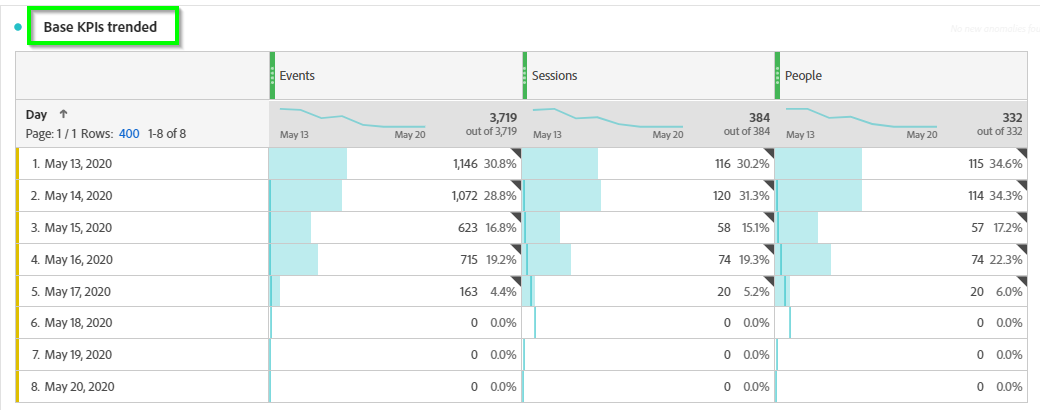 Base KPIs trended
No new anomalies fou
Events Sessions People
Day ↑ 3,719 384 332
Page: 1 / 1 Rows: 400 1-8 of 8 May 13 May 20 out of 3,719 May 13 May 20 out of 384 May 13 May 20 out of 332
1. May 13, 2020 1,146 30.8% 116 30.2% 115 34.6%
2. May 14, 2020 1,072 28.8% 120 31.3% 114 34.3%
3. May 15, 2020 623 16.8% 58 15.1% 57 17.2%
4. May 16, 2020 715 19.2% 74 19.3% 74 22.3%
5. May 17, 2020 163 4.4% 20 5.2% 20 6.0%
6. May 18, 2020 0 0.0% 0 0.0% 0 0.0%
7. May 19, 2020 0 0.0% 0 0.0% 0 0.0%
8. May 20, 2020 0 0.0% 0 0.0% 0 0.0%